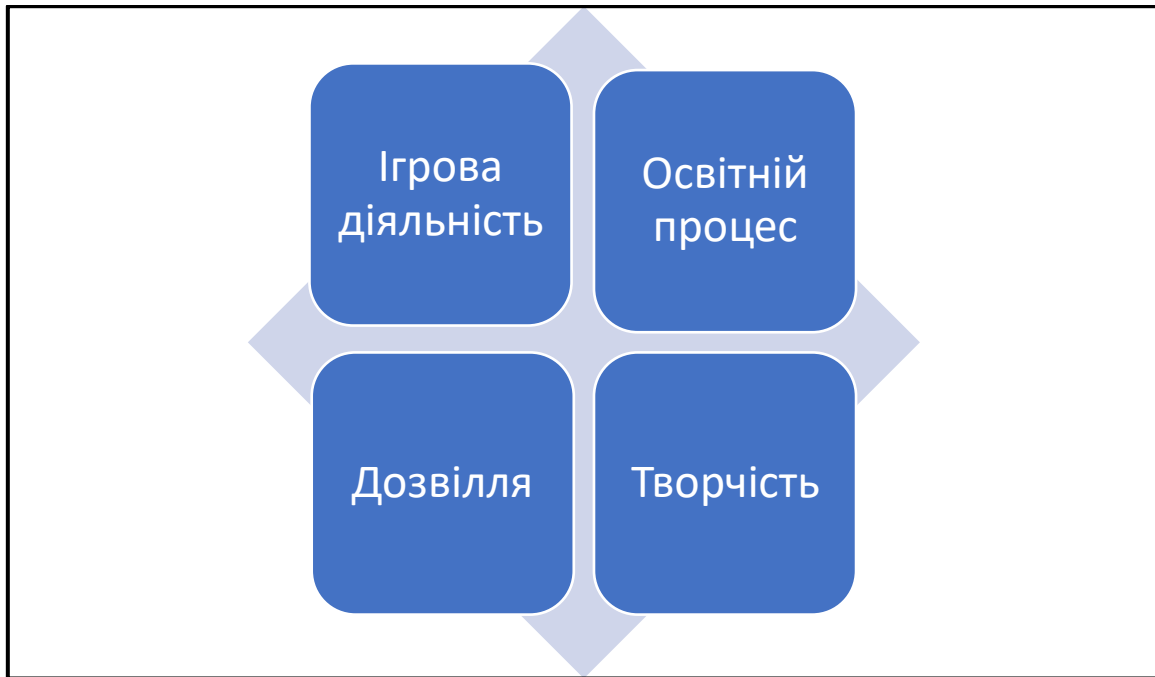 Ігрова
діяльність
Освітній
процес
Дозвілля
Творчість